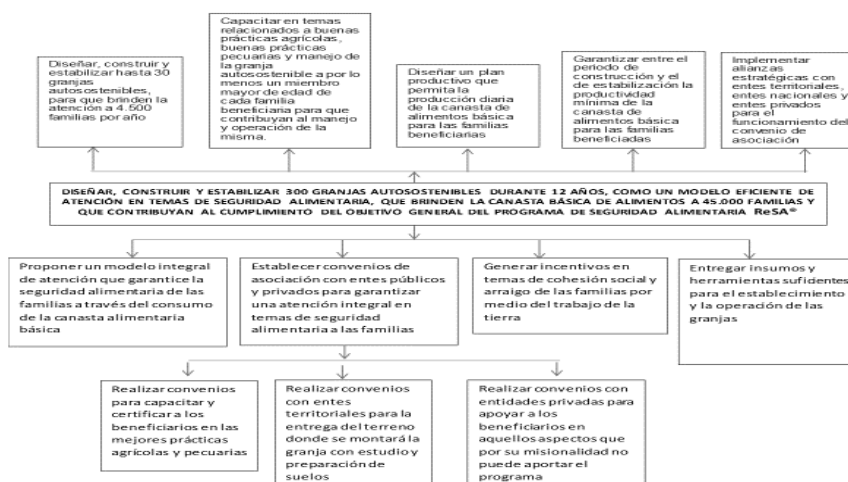 Diseñar, construir y
estabilizar hasta 30
granjas
autosostenibles,
para que brinden la
atención a 4.500
familias por año
Capacitar en temas
relacionados a buenas
prácticas agrícolas,
buenas prácticas
pecuarias y manejo de
la granja
autosostenible a por lo
menos un miembro
mayor de edad de
cada familia
beneficiaria para que
contribuyan al manejo
y operación de la
misma.
Diseñar un plan
productivo que
permita la
producción diaria
de la canasta de
alimentos básica
para las familias
beneficiarias
Garantizar entre el
período de
construcción y el
de estabilización la
productividad
mínima de la
canasta de
alimentos básica
para las familias
beneficiadas
Implementar
alianzas
estratégicas con
entes territoriales,
entes nacionales y
entes privados
para el
funcionamiento del
convenio de
asociación
DISEÑAR, CONSTRUIR Y ESTABILIZAR 300 GRANJAS AUTOSOSTENIBLES DURANTE 12 AÑOS, COMO UN MODELO EFICIENTE DE
ATENCIÓN EN TEMAS DE SEGURIDAD ALIMENTARIA, QUE BRINDEN LA CANASTA BÁSICA DE ALIMENTOS A 45.000 FAMILIAS Y
QUE CONTRIBUYAN AL CUMPLIMIENTO DEL OBJETIVO GENERAL DEL PROGRAMA DE SEGURIDAD ALIMENTARIA ReSA®
Proponer un modelo integral
de atención que garantice la
seguridad alimentaria de las
familias a través del consumo
de la canasta alimentaria
básica
Establecer convenios de
asociación con entes públicos
y privados para garantizar
una atención integral en
temas de seguridad
alimentaria a las familias
Generar incentivos en
temas de cohesión social y
arraigo de las familias por
medio del trabajo de la
tierra
Entregar insumos y
herramientas suficientes
para el establecimiento
y la operación de las
granjas
Realizar convenios
para capacitar y
certificar a los
beneficiarios en las
mejores prácticas
agrícolas y pecuarias
Realizar convenios
con entes
territoriales para la
entrega del terreno
donde se montará la
granja con estudio y
preparación de
suelos
Realizar convenios con
entidades privadas para
apoyar a los
beneficiarios en
aquellos aspectos que
por su misionalidad no
puede aportar el
programa